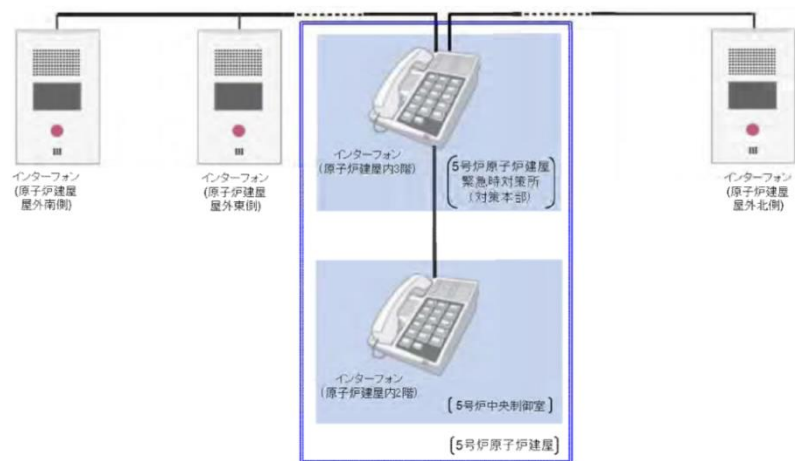 インターフォン
(原子炉建屋
屋外南側)
インターフォン
(原子炉建屋
屋外東側)
インターフォン
(原子炉建屋内3階)
5号炉原子炉建屋
緊急時対策所
(対策本部)
インターフォン
(原子炉建屋
屋外北側)
インターフォン
(原子炉建屋内2階)
[5号炉中央制御室]
[5号炉原子炉建屋]